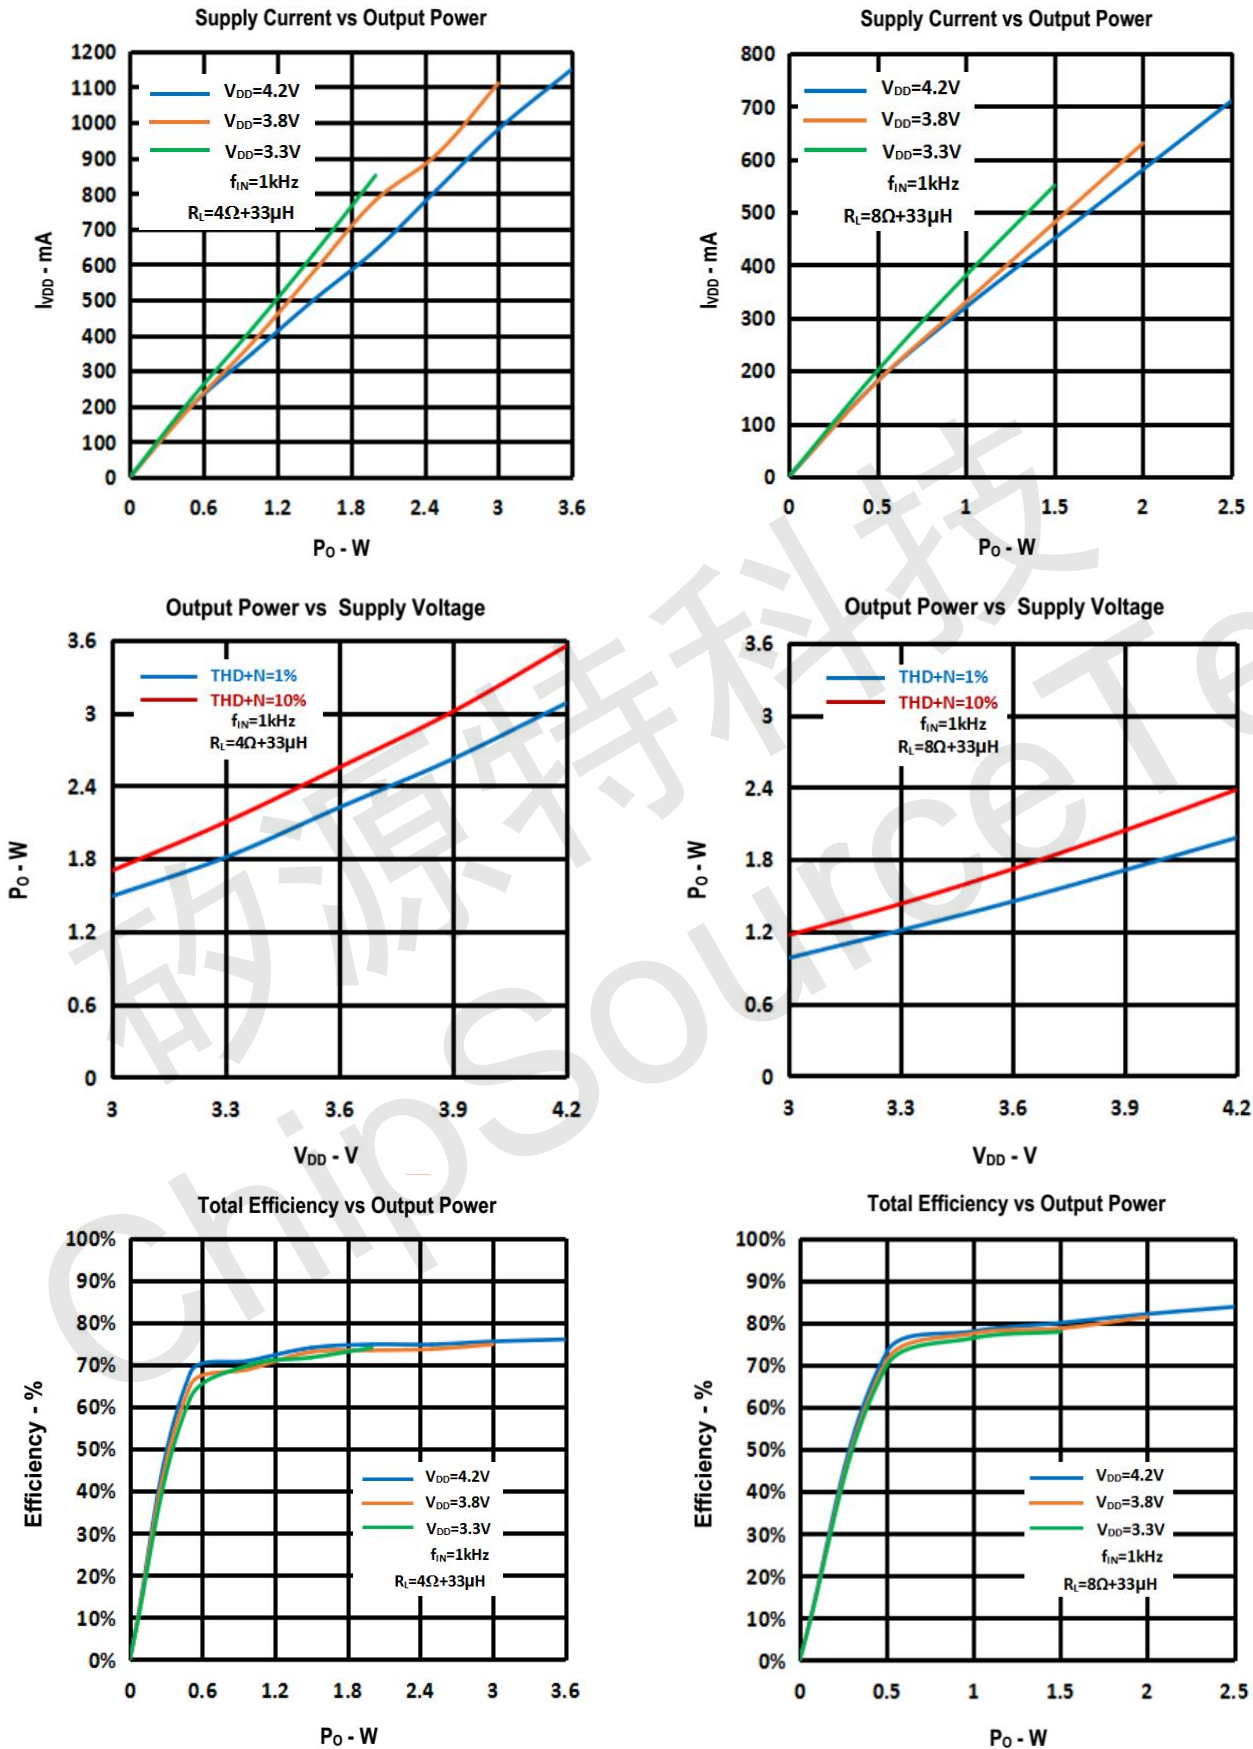 Supply Current vs Output Power
1200
1100
1000
900
800
700
600
500
400
300
200
100
0
VDD=4.2V
VDD=3.8V
VDD=3.3V
fIN=1kHz
RL=4Ω+33μH
IVDD - mA
0 0.6 1.2 1.8 2.4 3 3.6
PO - W
Supply Current vs Output Power
800
700
600
500
400
300
200
100
0
VDD=4.2V
VDD=3.8V
VDD=3.3V
fIN=1kHz
RL=8Ω+33μH
IVDD - mA
0 0.5 1 1.5 2 2.5
PO - W
Output Power vs Supply Voltage
3.6
3
2.4
1.8
1.2
0.6
0
THD+N=1%
THD+N=10%
fIN=1kHz
RL=4Ω+33μH
PO - W
3 3.3 3.6 3.9 4.2
VDD - V
Output Power vs Supply Voltage
3.6
3
2.4
1.8
1.2
0.6
0
THD+N=1%
THD+N=10%
fIN=1kHz
RL=8Ω+33μH
PO - W
3 3.3 3.6 3.9 4.2
VDD - V
Total Efficiency vs Output Power
100%
90%
80%
70%
60%
50%
40%
30%
20%
10%
0%
VDD=4.2V
VDD=3.8V
VDD=3.3V
fIN=1kHz
RL=4Ω+33μH
Efficiency - %
0 0.6 1.2 1.8 2.4 3 3.6
PO - W
Total Efficiency vs Output Power
100%
90%
80%
70%
60%
50%
40%
30%
20%
10%
0%
VDD=4.2V
VDD=3.8V
VDD=3.3V
fIN=1kHz
RL=8Ω+33μH
Efficiency - %
0 0.5 1 1.5 2 2.5
PO - W
矽源特科技
ChipSourceTe